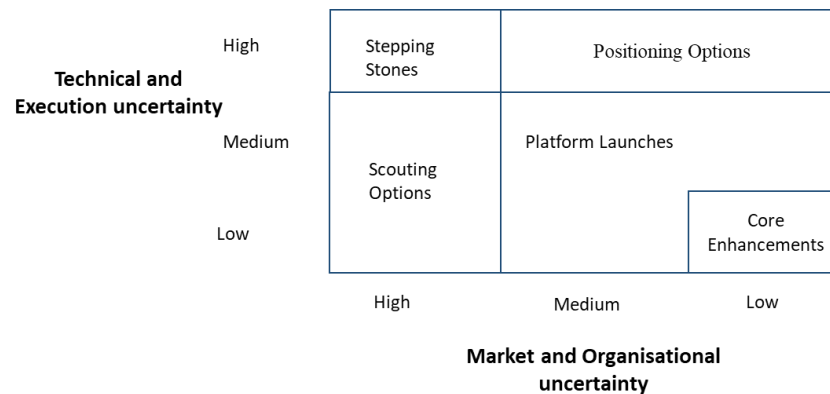 High
Stepping
Stones
Positioning Options
Technical and
Execution uncertainty
Medium
Platform Launches
Scouting
Options
Low
Core
Enhancements
High
Medium
Low
Market and Organisational
uncertainty